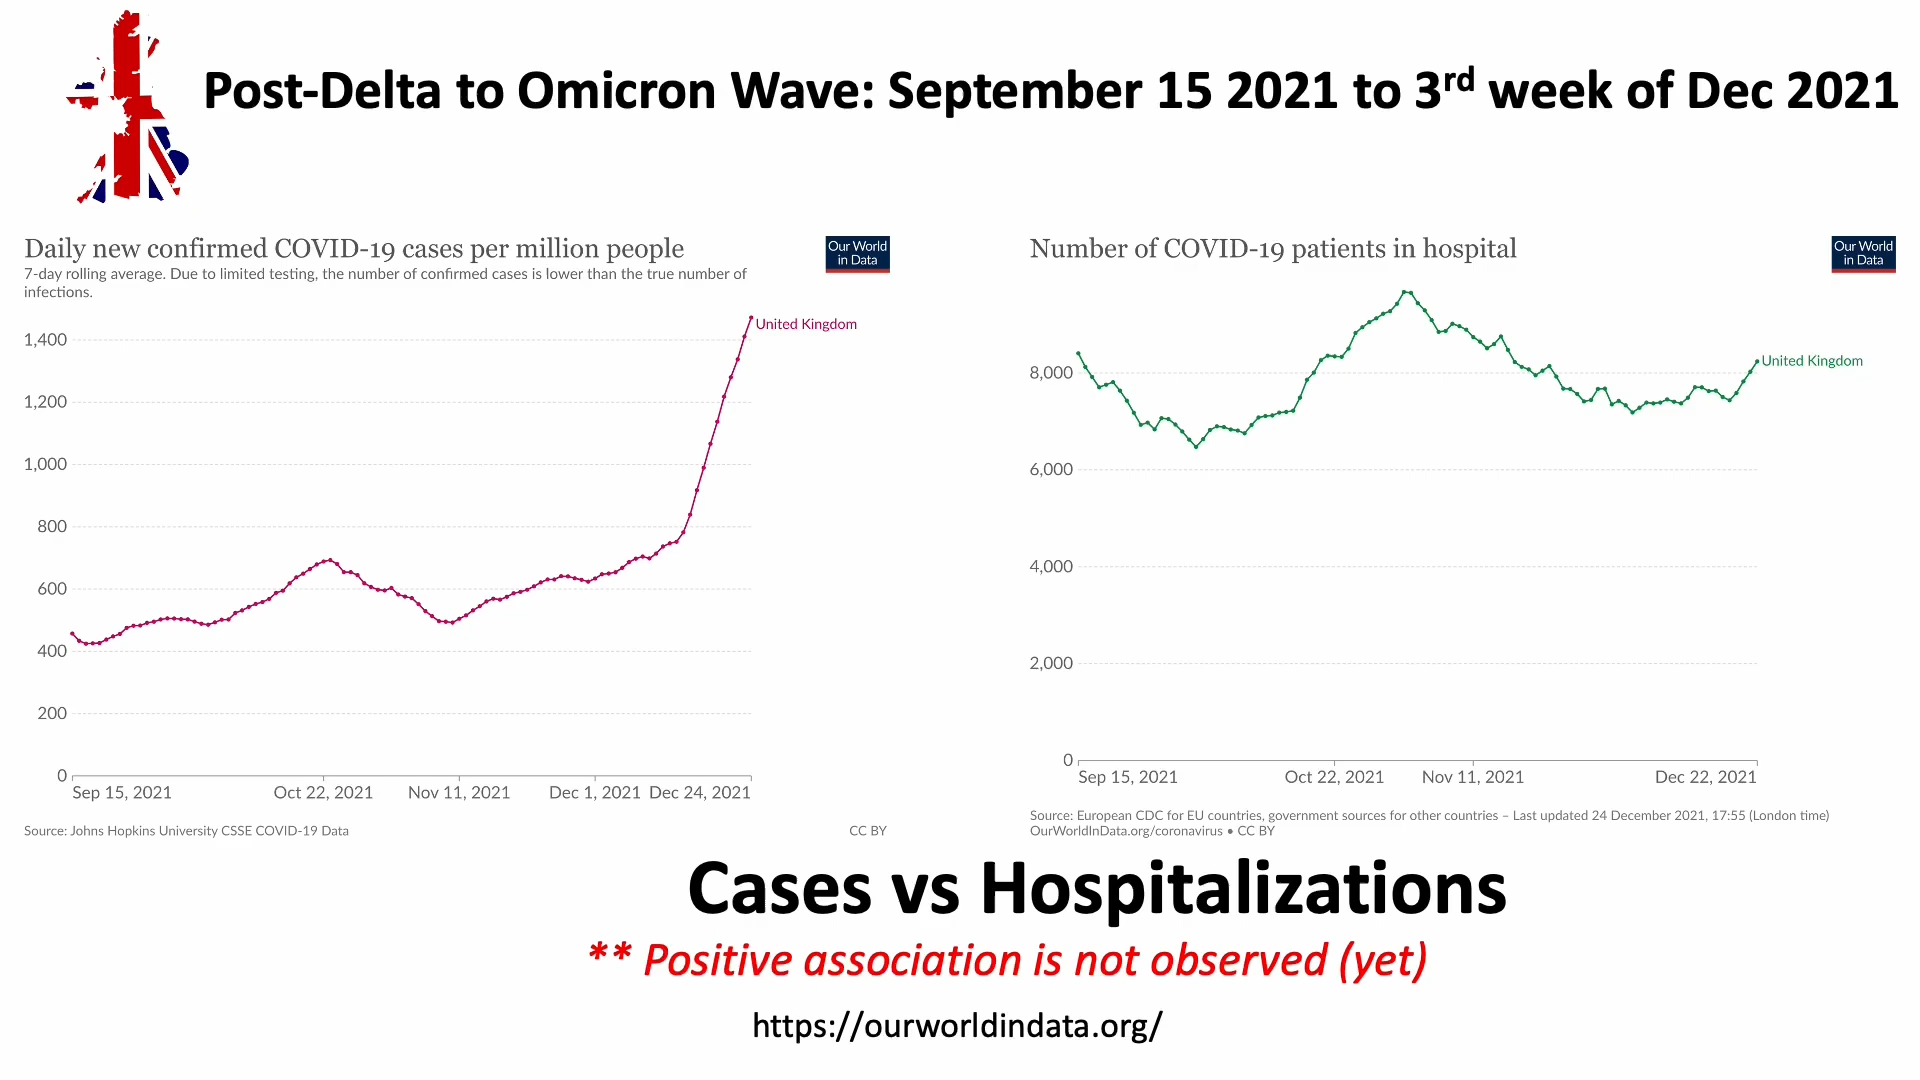 Post-Delta to Omicron Wave: September 15 2021 to 3rd week of Dec 2021
Daily new confirmed COVID-19 cases per million people
7-day rolling average. Due to limited testing, the number of confirmed cases is lower than the true number of
infections.
Our World
in Data
1,400
1,200
1,000
800
600
400
200
0
United Kingdom
Sep 15, 2021
Oct 22, 2021
Nov 11, 2021
Dec 1, 2021
Dec 24, 2021
Source: Johns Hopkins University CSSE COVID-19 Data
CC BY
Number of COVID-19 patients in hospital
Our World
in Data
8,000
6,000
4,000
2,000
0
United Kingdom
Sep 15, 2021
Oct 22, 2021
Nov 11, 2021
Dec 22, 2021
Source: European CDC for EU countries, government sources for other countries – Last updated 24 December 2021, 17:55 (London time)
OurWorldInData.org/coronavirus • CC BY
Cases vs Hospitalizations
** Positive association is not observed (yet)
https://ourworldindata.org/